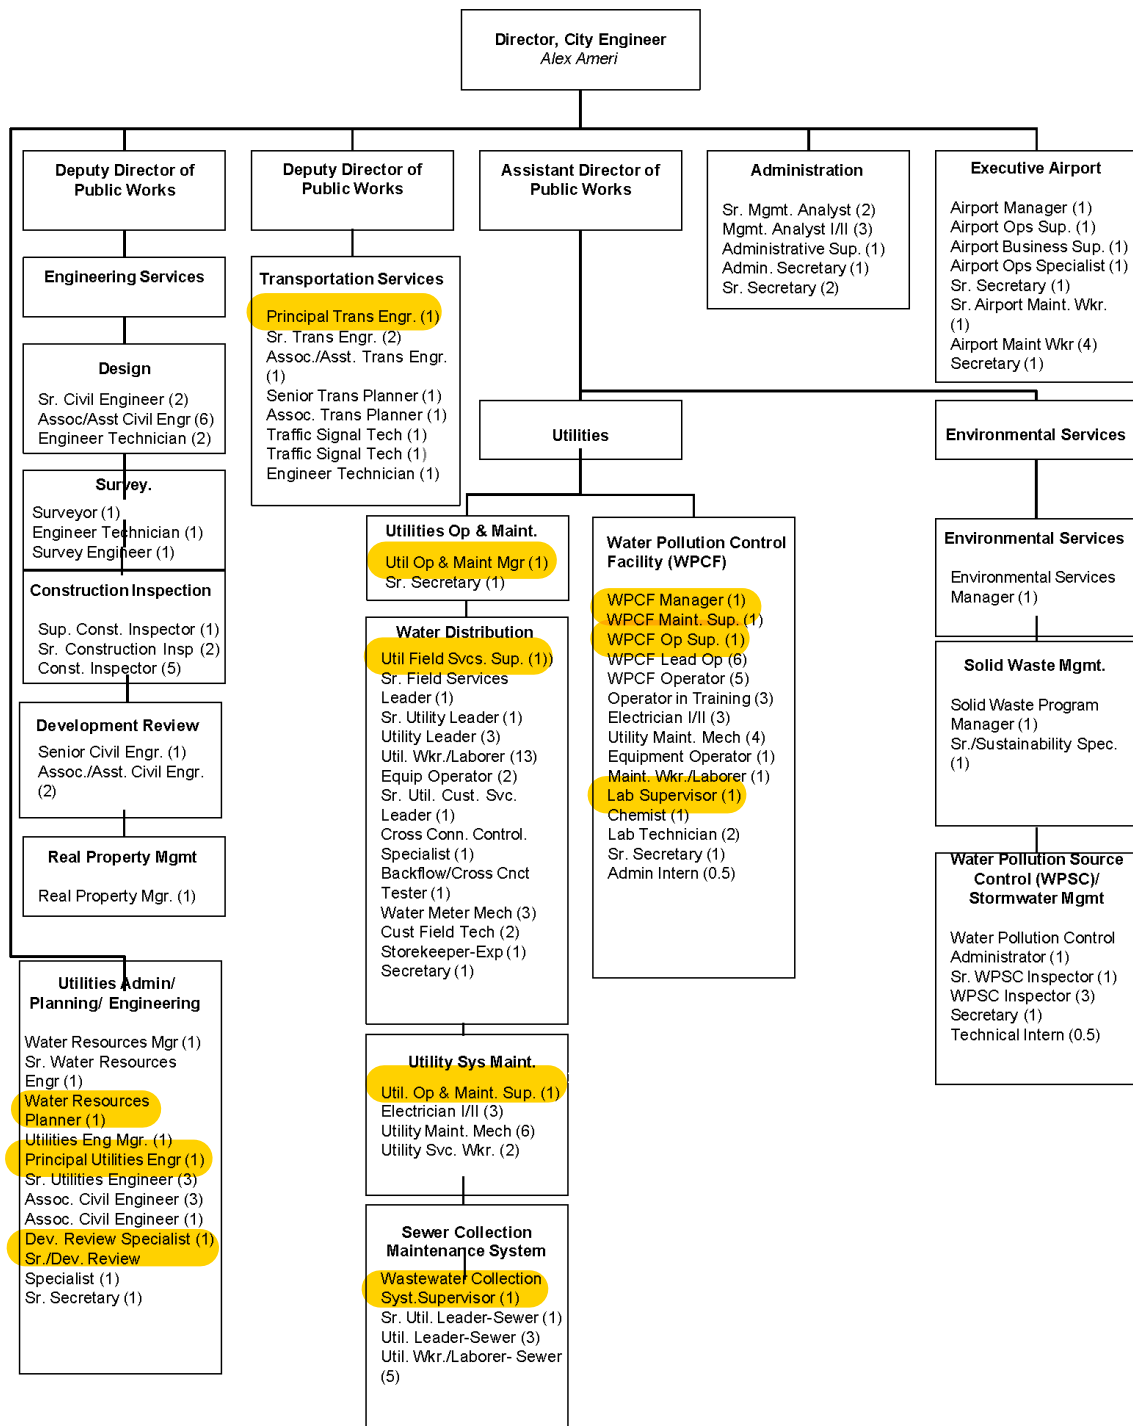 Director, City Engineer
Alex Ameri
Deputy Director of
Public Works
Engineering Services
Design
Sr. Civil Engineer (2)
Assoc/Asst Civil Engr (6)
Engineer Technician (2)
Survey.
Surveyor (1)
Engineer Technician (1)
Survey Engineer (1)
Construction Inspection
Sup. Const. Inspector (1)
Sr. Construction Insp (2)
Const. Inspector (5)
Development Review
Senior Civil Engr. (1)
Assoc./Asst. Civil Engr.
(2)
Real Property Mgmt
Real Property Mgr. (1)
Utilities Admin/
Planning/ Engineering
Water Resources Mgr (1)
Sr. Water Resources
Engr (1)
Water Resources
Planner (1)
Utilities Eng Mgr. (1)
Principal Utilities Engr (1)
Sr. Utilities Engineer (3)
Assoc. Civil Engineer (3)
Assoc. Civil Engineer (1)
Dev. Review Specialist (1)
Sr./Dev. Review
Specialist (1)
Sr. Secretary (1)
Deputy Director of
Public Works
Transportation Services
Principal Trans Engr. (1)
Sr. Trans Engr. (2)
Assoc./Asst. Trans Engr.
(1)
Senior Trans Planner (1)
Assoc. Trans Planner (1)
Traffic Signal Tech (1)
Traffic Signal Tech (1)
Engineer Technician (1)
Assistant Director of
Public Works
Utilities
Utilities Op & Maint.
Util Op & Maint Mgr (1)
Sr. Secretary (1)
Water Distribution
Util Field Svcs. Sup. (1))
Sr. Field Services
Leader (1)
Sr. Utility Leader (1)
Utility Leader (3)
Util. Wkr./Laborer (13)
Equip Operator (2)
Sr. Util. Cust. Svc.
Leader (1)
Cross Conn. Control.
Specialist (1)
Backflow/Cross Cnct
Tester (1)
Water Meter Mech (3)
Cust Field Tech (2)
Storekeeper-Exp (1)
Secretary (1)
Utility Sys Maint.
Util. Op & Maint. Sup. (1)
Electrician I/II (3)
Utility Maint. Mech (6)
Utility Svc. Wkr. (2)
Sewer Collection
Maintenance System
Wastewater Collection
Syst.Supervisor (1)
Sr. Util. Leader-Sewer (1)
Util. Leader-Sewer (3)
Util. Wkr./Laborer- Sewer
(5)
Water Pollution Control
Facility (WPCF)
WPCF Manager (1)
WPCF Maint. Sup. (1)
WPCF Op Sup. (1)
WPCF Lead Op (6)
WPCF Operator (5)
Operator in Training (3)
Electrician I/II (3)
Utility Maint. Mech (4)
Equipment Operator (1)
Maint. Wkr./Laborer (1)
Lab Supervisor (1)
Chemist (1)
Lab Technician (2)
Sr. Secretary (1)
Admin Intern (0.5)
Administration
Sr. Mgmt. Analyst (2)
Mgmt. Analyst I/II (3)
Administrative Sup. (1)
Admin. Secretary (1)
Sr. Secretary (2)
Executive Airport
Airport Manager (1)
Airport Ops Sup. (1)
Airport Business Sup. (1)
Airport Ops Specialist (1)
Sr. Secretary (1)
Sr. Airport Maint. Wkr.
(1)
Airport Maint Wkr (4)
Secretary (1)
Environmental Services
Environmental Services
Environmental Services
Manager (1)
Solid Waste Mgmt.
Solid Waste Program
Manager (1)
Sr./Sustainability Spec.
(1)
Water Pollution Source
Control (WPSC)/
Stormwater Mgmt
Water Pollution Control
Administrator (1)
Sr. WPSC Inspector (1)
WPSC Inspector (3)
Secretary (1)
Technical Intern (0.5)